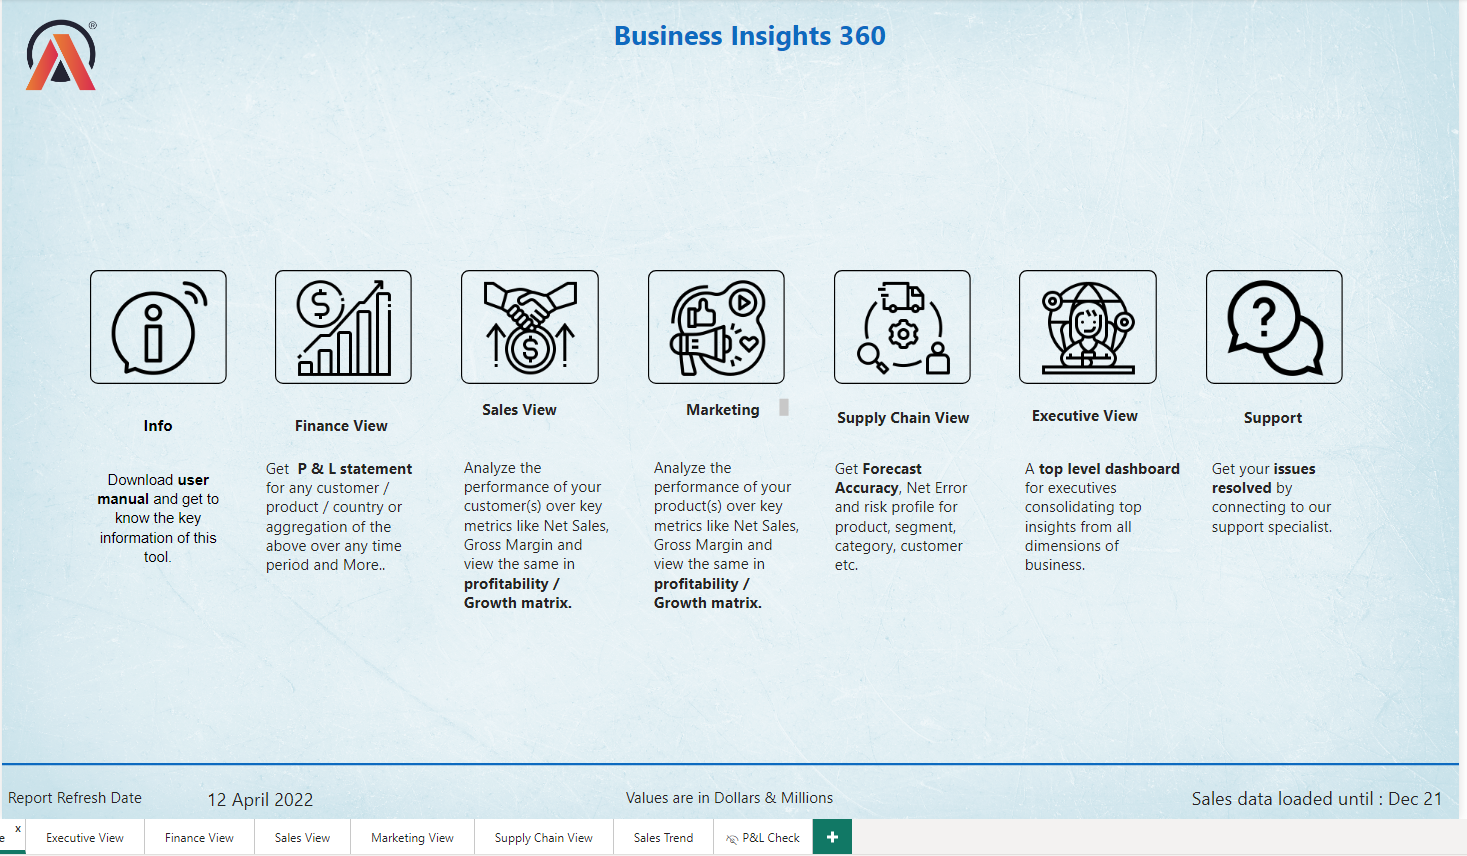 ®
Business Insights 360
Info
Download user
manual and get to
know the key
information of this
tool.
Finance View
Get P & L statement
for any customer /
product / country or
aggregation of the
above over any time
period and More..
Sales View
Analyze the
performance of your
customer(s) over key
metrics like Net Sales,
Gross Margin and
view the same in
profitability /
Growth matrix.
Marketing
Analyze the
performance of your
product(s) over key
metrics like Net Sales,
Gross Margin and
view the same in
profitability /
Growth matrix.
Supply Chain View
Get Forecast
Accuracy, Net Error
and risk profile for
product, segment,
category, customer
etc.
Executive View
A top level dashboard
for executives
consolidating top
insights from all
dimensions of
business.
Support
Get your issues
resolved by
connecting to our
support specialist.
Report Refresh Date
12 April 2022
Values are in Dollars & Millions
Sales data loaded until : Dec 21
e x
Executive View
Finance View
Sales View
Marketing View
Supply Chain View
Sales Trend
P&L Check
+